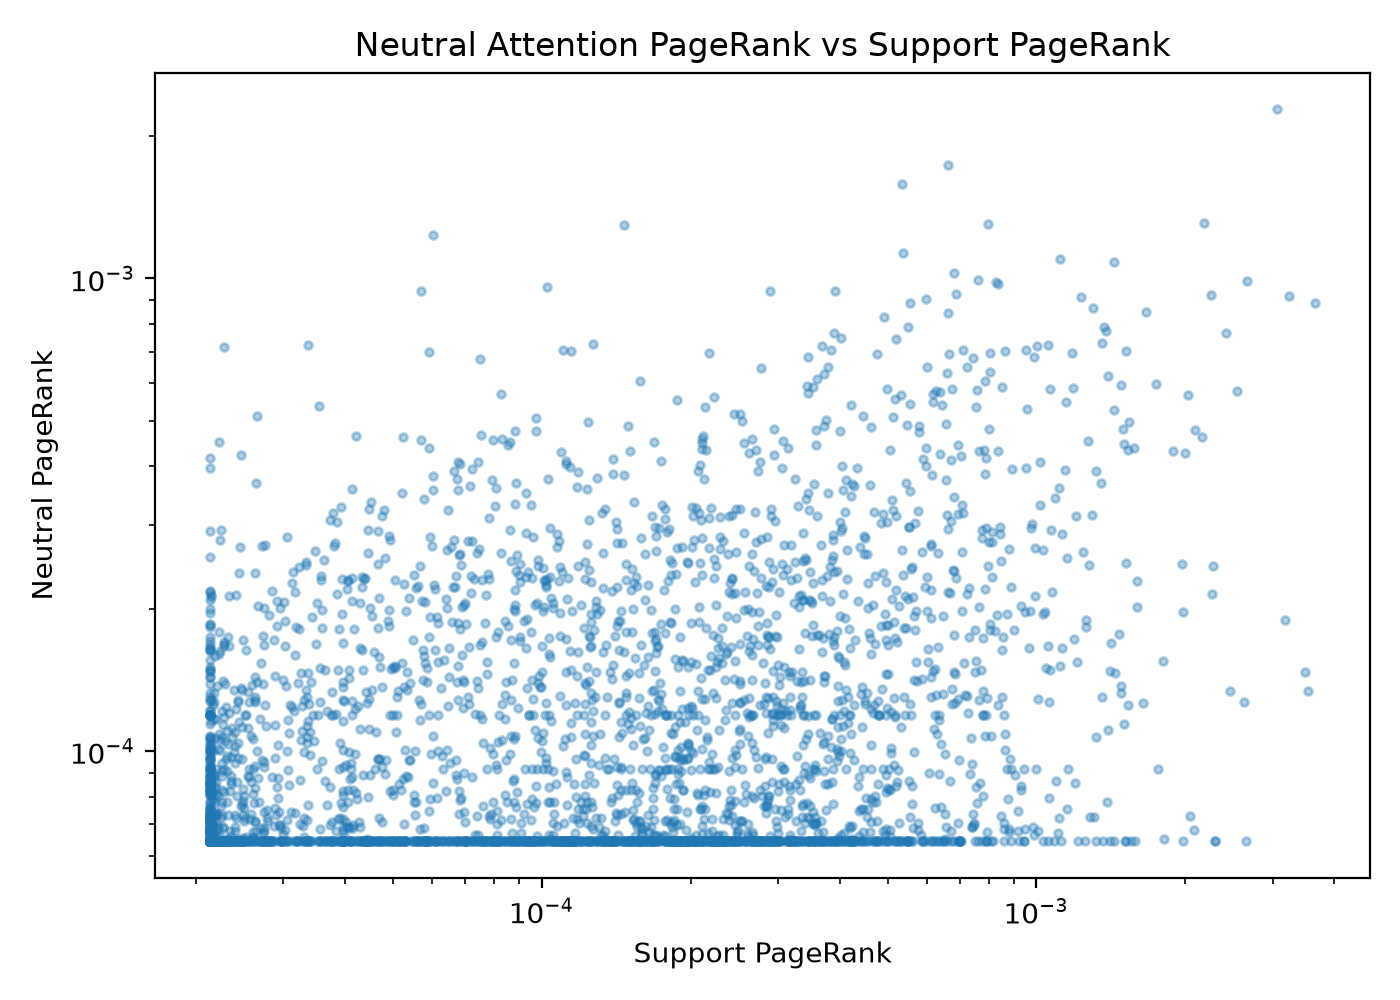 Neutral Attention PageRank vs Support PageRank
Neutral PageRank
10⁻³
10⁻⁴
10⁻⁴
10⁻³
Support PageRank